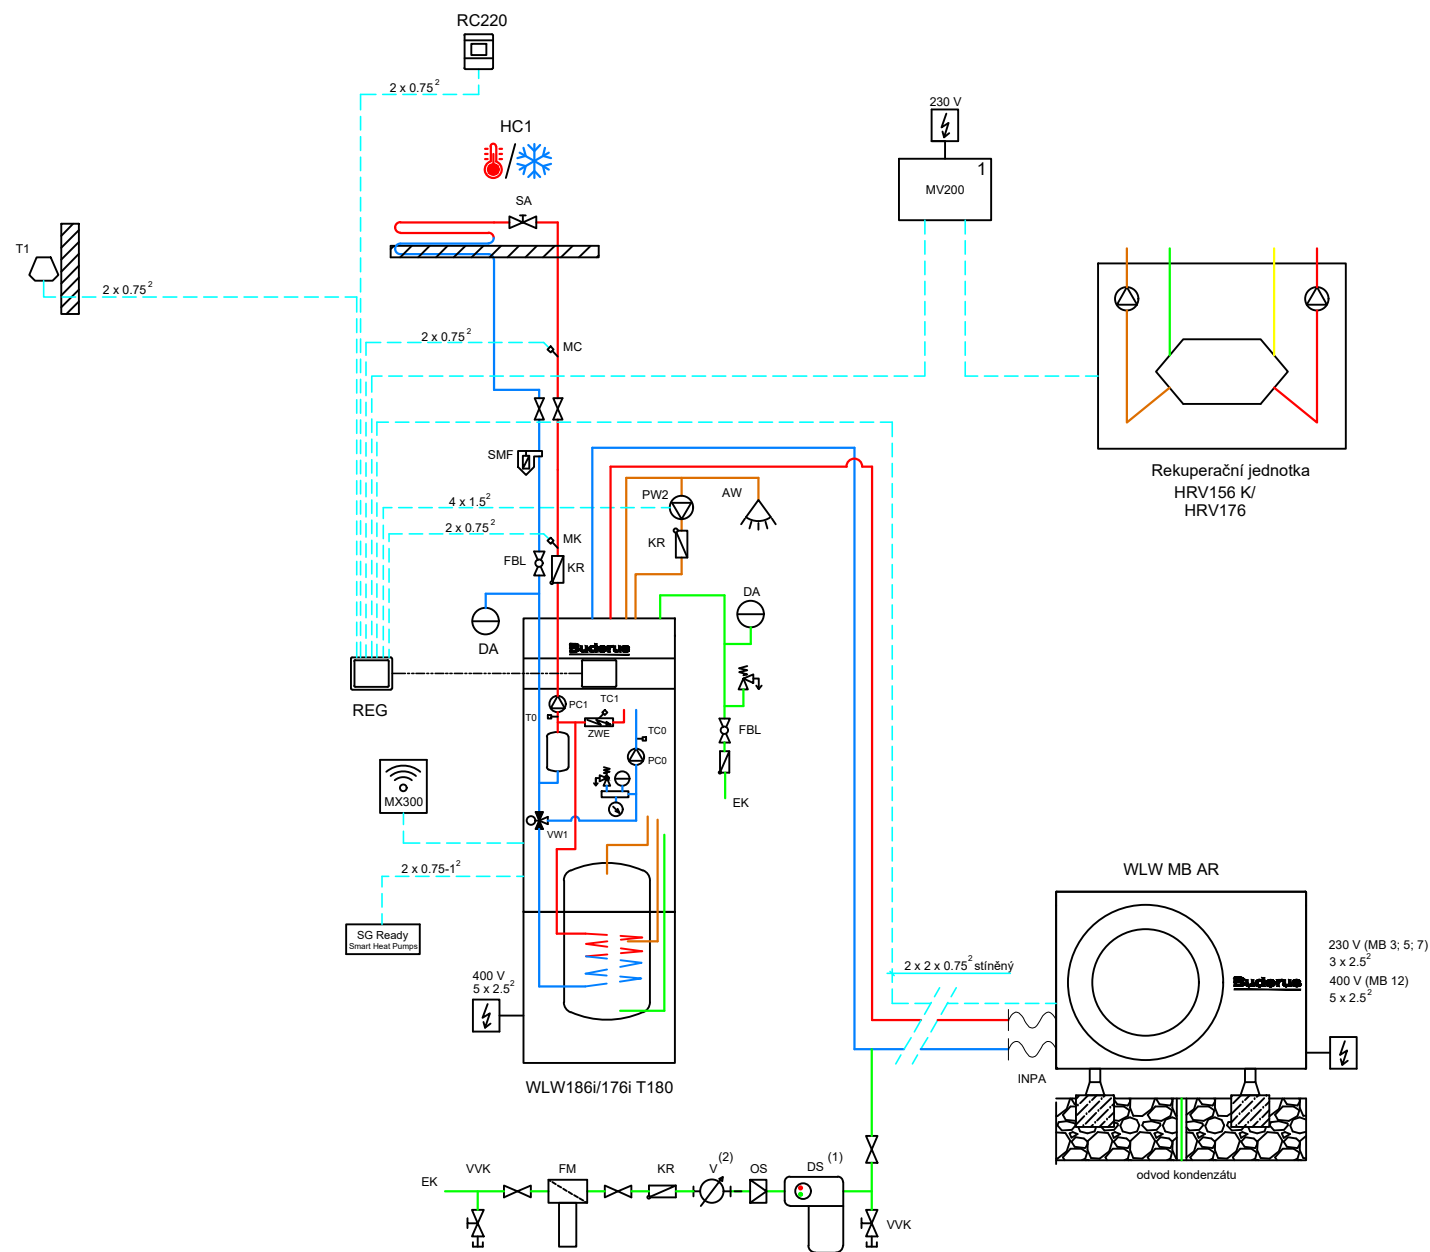 RC220
2 x 0.75²
230 V
HC1
1
MV200
SA
T1
2 x 0.75²
2 x 0.75²
MC
Rekuperační jednotka
HRV156 K/
HRV176
SMF
4 x 1.5²
PW2
AW
2 x 0.75²
MK
KR
FBL
KR
DA
DA
Buderus
REG
TC1
PC1
T0
ZWE
TC0
FBL
PC0
MX300
EK
VW1
2 x 0.75-1²
WLW MB AR
SG Ready
Smart Heat Pumps
230 V (MB 3; 5; 7)
3 x 2.5²
400 V (MB 12)
5 x 2.5²
2 x 2 x 0.75² stíněný
Buderus
400 V
5 x 2.5²
INPA
WLW186i/176i T180
odvod kondenzátu
EK
VVK
FM
KR
V (2)
OS
DS (1)
VVK